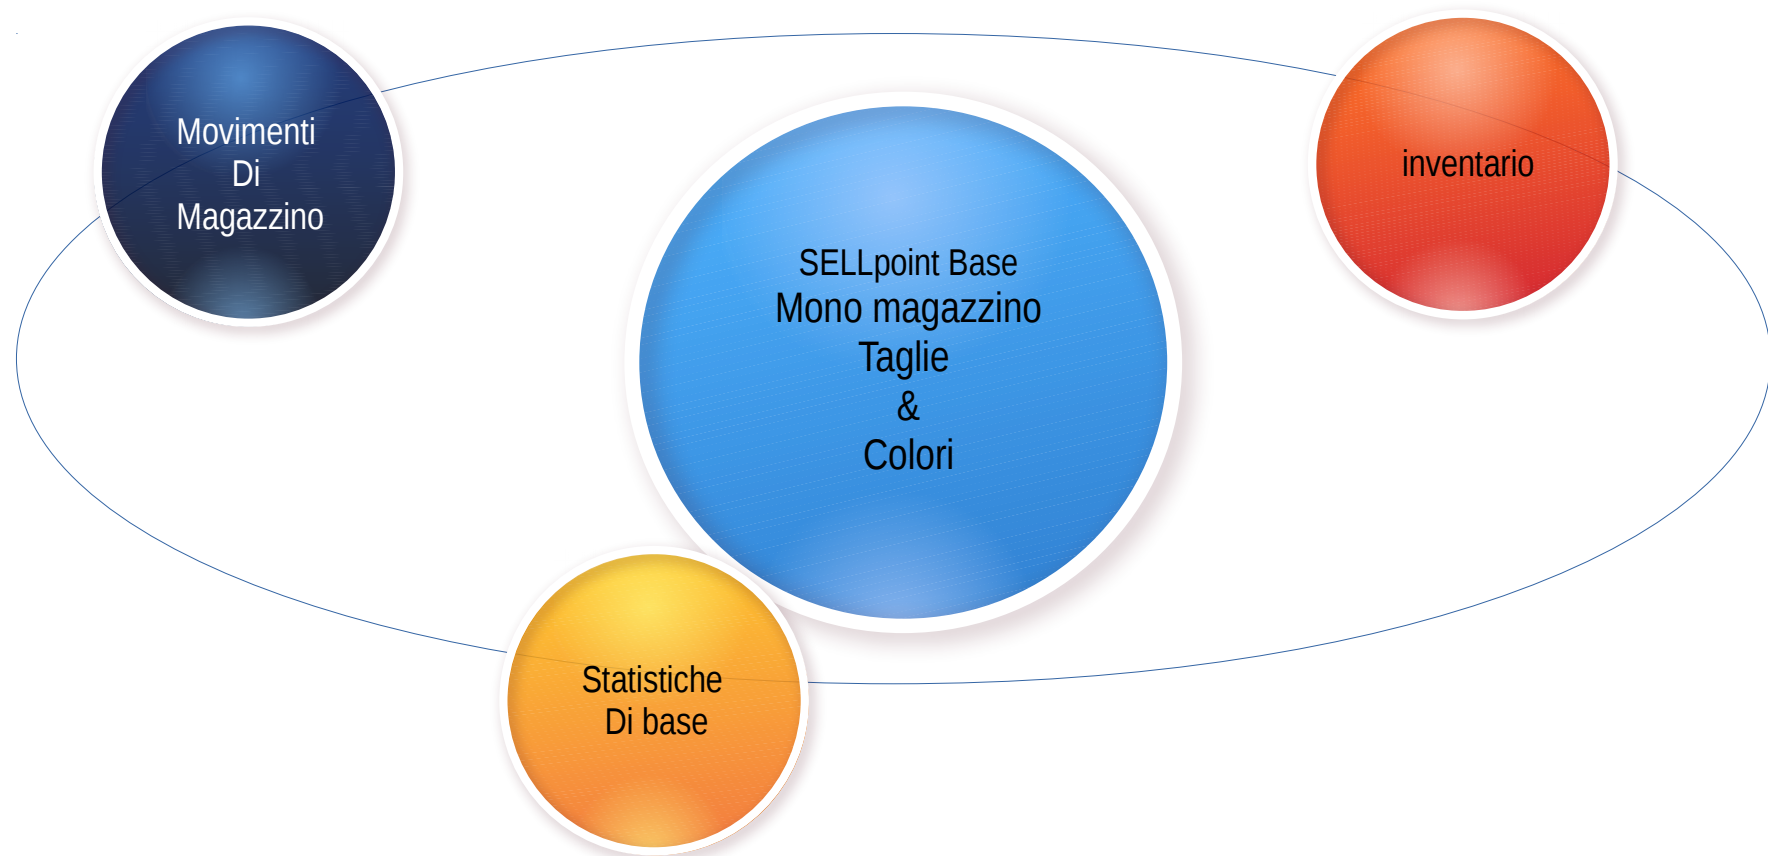 Movimenti
Di
Magazzino
inventario
SELLpoint Base
Mono magazzino
Taglie
&
Colori
Statistiche
Di base